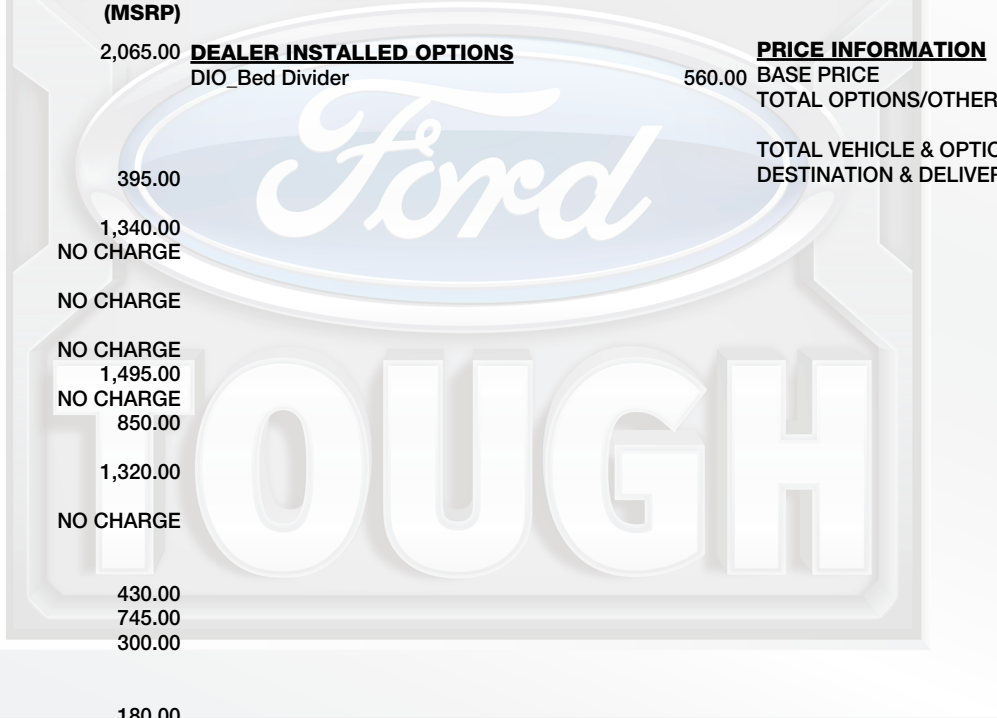 (MSRP)
2,065.00
395.00
1,340.00
NO CHARGE
NO CHARGE
NO CHARGE
1,495.00
NO CHARGE
850.00
1,320.00
NO CHARGE
430.00
745.00
300.00
180.00
DEALER INSTALLED OPTIONS
DIO_Bed Divider 560.00
PRICE INFORMATION
BASE PRICE
TOTAL OPTIONS/OTHER
TOTAL VEHICLE & OPTIO
DESTINATION & DELIVER
Ford
TOUGH